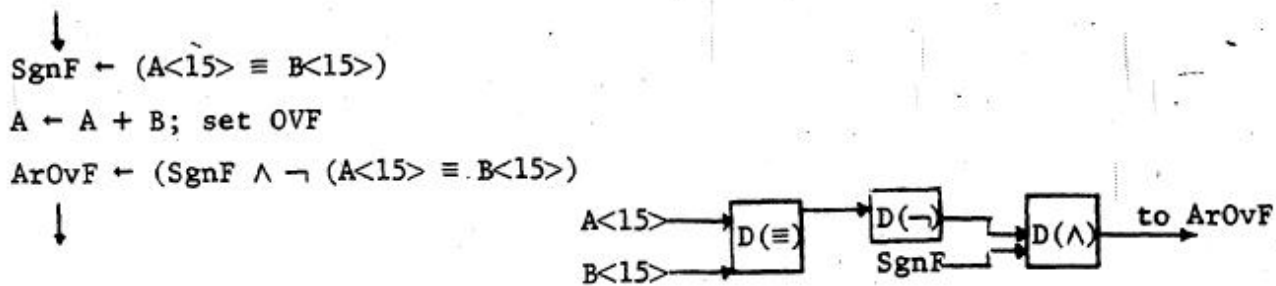 SgnF ← (A<15> ≡ B<15>)
A ← A + B; set OVF
ArOvF ← (SgnF ∧ ¬ (A<15> ≡ B<15>)
A<15>
B<15>
D(≡)
D(¬)
SgnF
D(∧)
to ArOvF